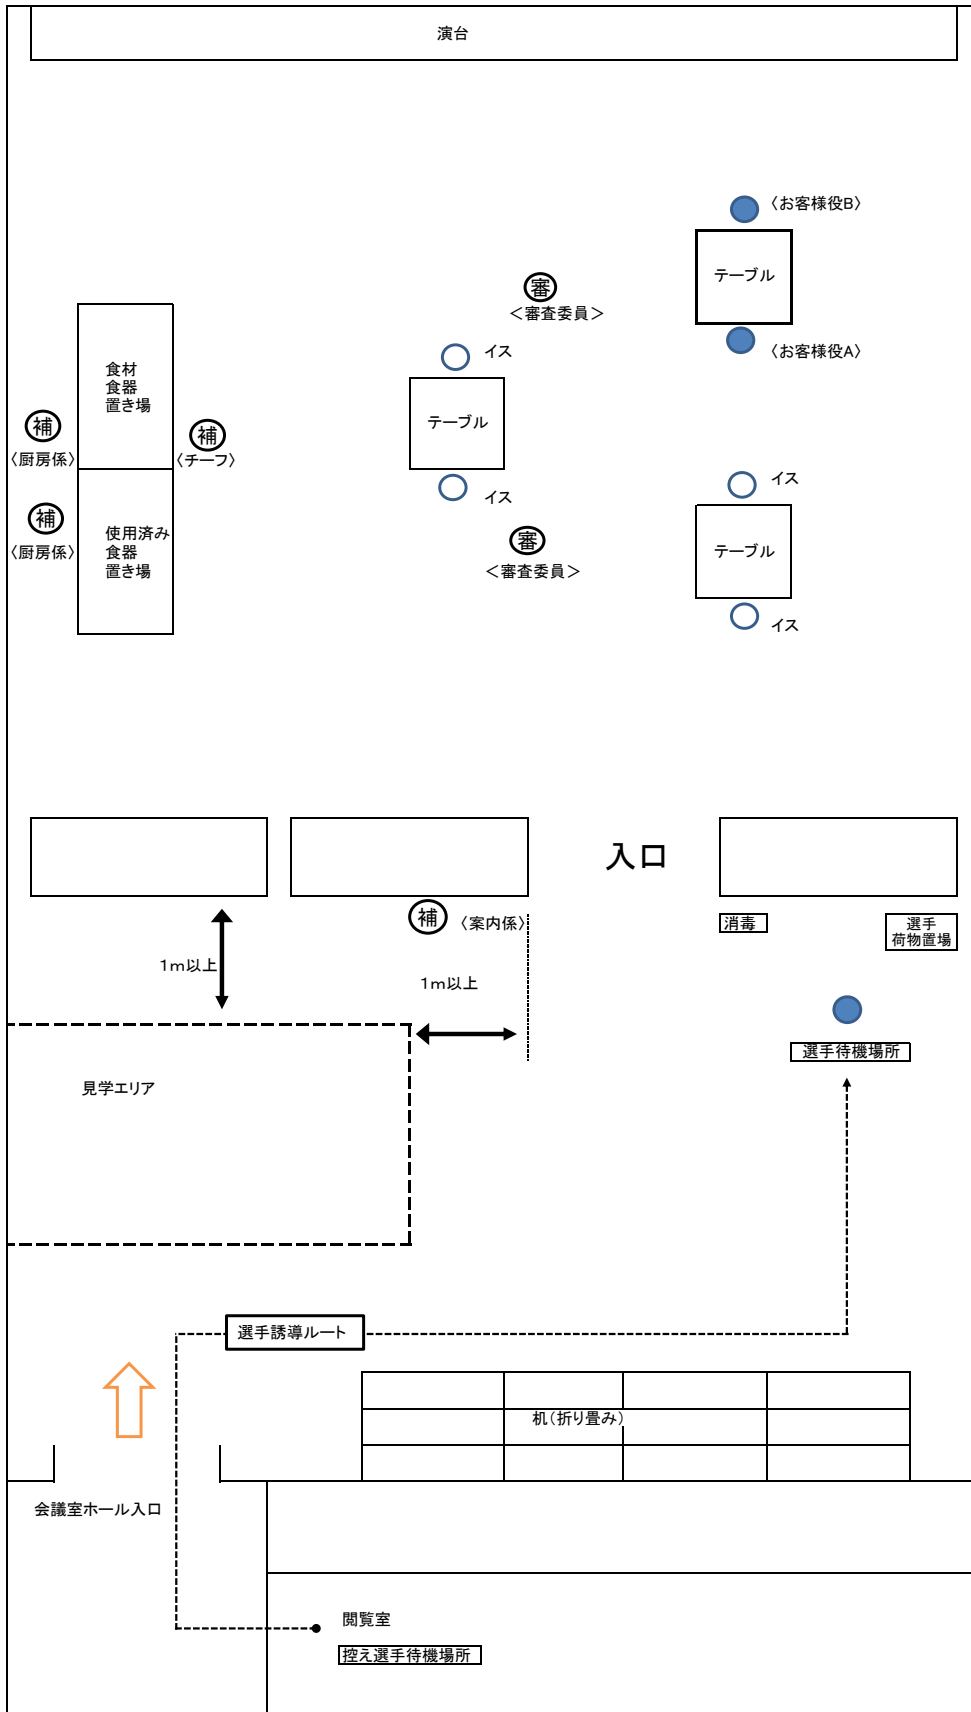 演台
〈お客様役B〉
テーブル
審
＜審査委員＞
〈お客様役A〉
イス
食材
食器
置き場
テーブル
補
〈厨房係〉
補
〈チーフ〉
イス
イス
補
〈厨房係〉
使用済み
食器
置き場
審
＜審査委員＞
テーブル
イス
入口
補
〈案内係〉
消毒
選手
荷物置場
1m以上
1m以上
選手待機場所
見学エリア
選手誘導ルート
机(折り畳み)
会議室ホール入口
閲覧室
控え選手待機場所